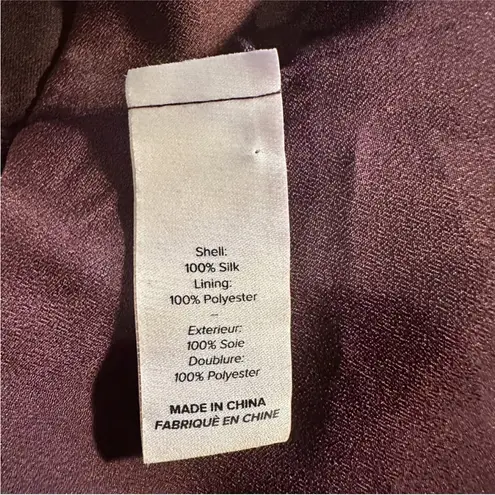 Shell:
100% Silk
Lining:
100% Polyester
–
Exterieur:
100% Soie
Doublure:
100% Polyester
MADE IN CHINA
FABRIQUÈ EN CHINE